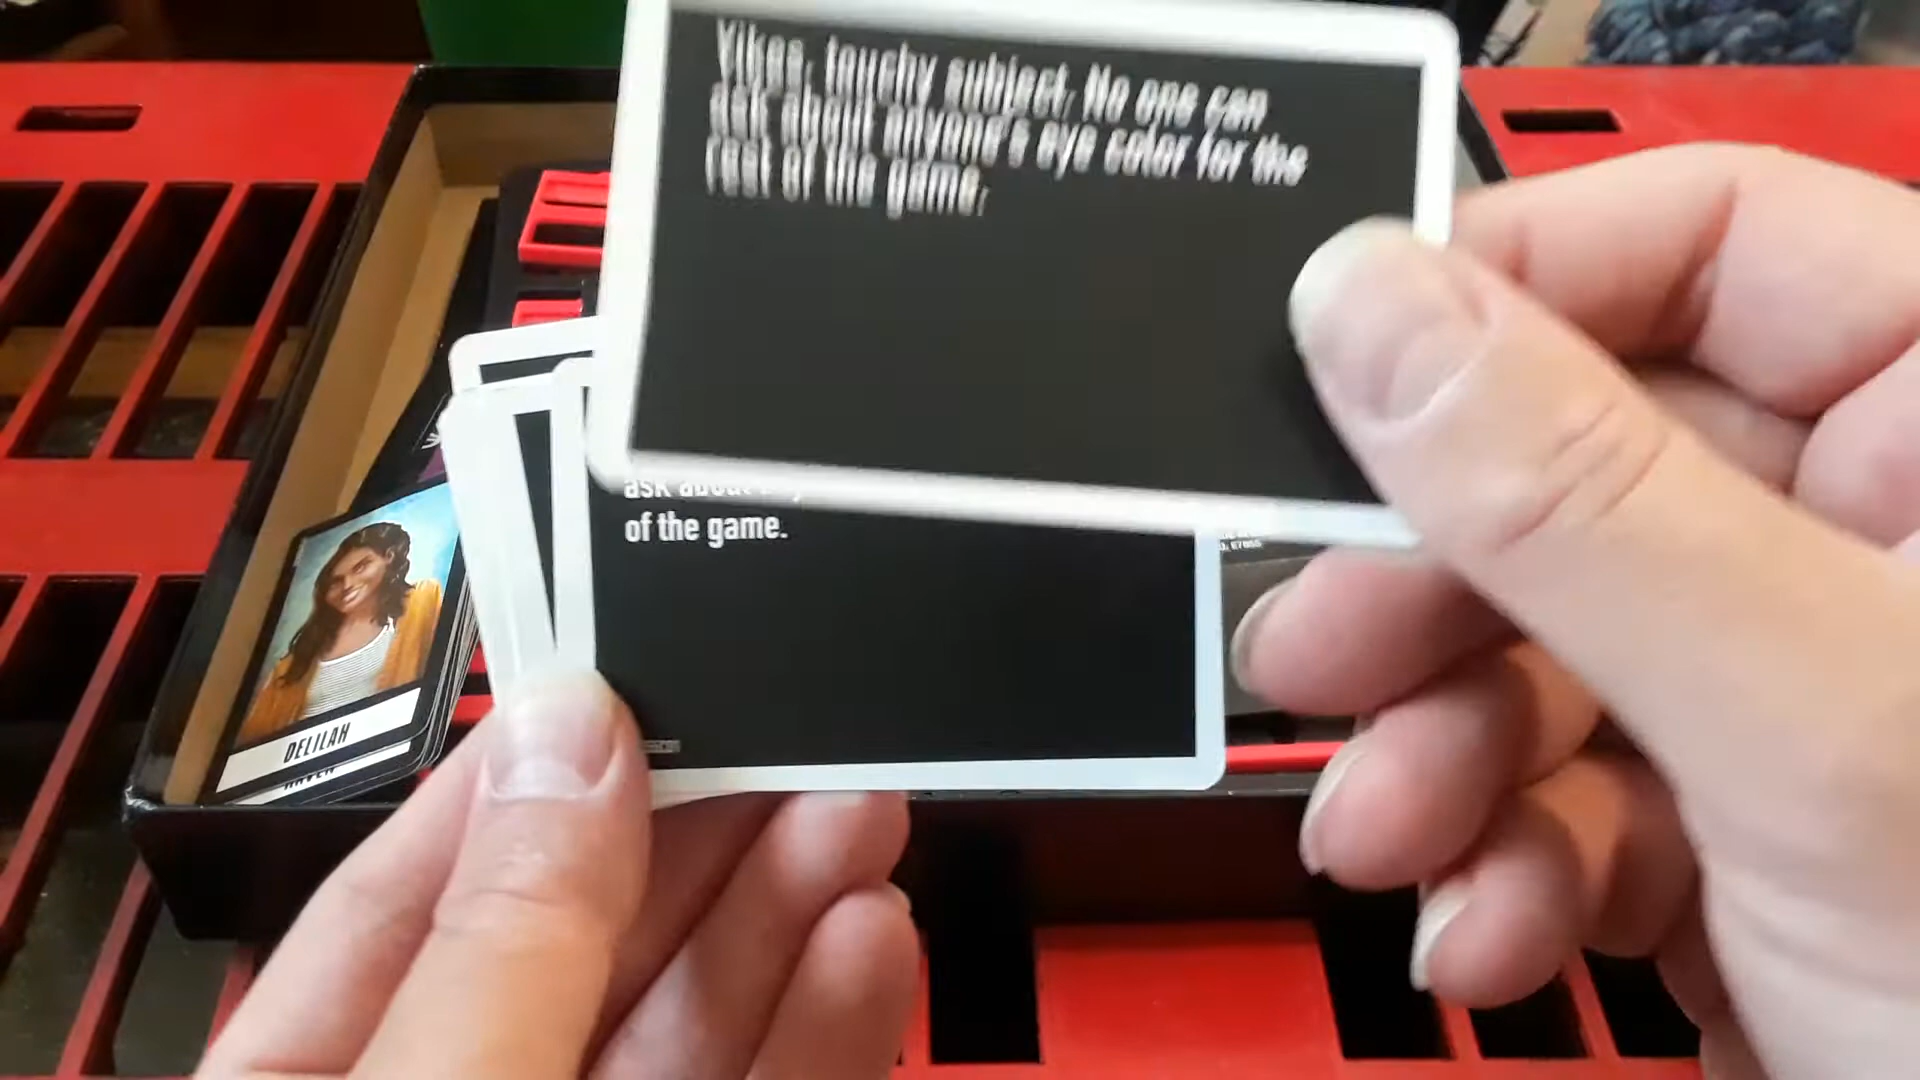 Yikes, touchy subject. No one can
ask about anyone's eye color for the
rest of the game.
ask about
of the game.
DELILAH